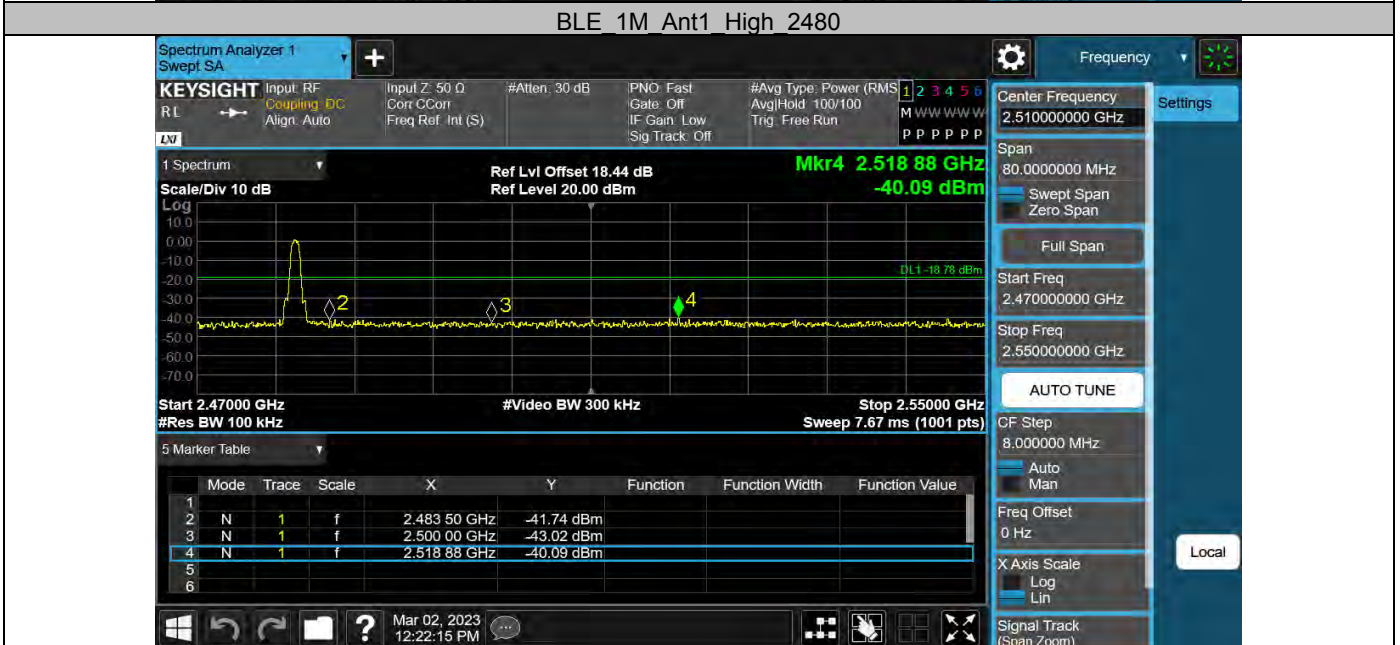 BLE_1M_Ant1_High_2480
Spectrum Analyzer 1
Swept SA
+
Frequency
KEYSIGHT
RL
LXI
Input: RF
Coupling: DC
Align: Auto
Input Z: 50 Ω
Corr CCorr
Freq Ref: Int (S)
#Atten: 30 dB
PNO: Fast
Gate: Off
IF Gain: Low
Sig Track: Off
#Avg Type: Power (RMS
Avg|Hold: 100/100
Trig: Free Run
1 2 3 4 5 6
M W W W W W
P P P P P P
Center Frequency
2.510000000 GHz
Settings
1 Spectrum
Scale/Div 10 dB
Log
Ref Lvl Offset 18.44 dB
Ref Level 20.00 dBm
Mkr4 2.518 88 GHz
-40.09 dBm
10.0
0.00
-10.0
-20.0
-30.0
-40.0
-50.0
-60.0
-70.0
DL1 -18.78 dBm
2
3
4
Start 2.47000 GHz
#Res BW 100 kHz
#Video BW 300 kHz
Stop 2.55000 GHz
Sweep 7.67 ms (1001 pts)
Span
80.0000000 MHz
Swept Span
Zero Span
Full Span
Start Freq
2.470000000 GHz
Stop Freq
2.550000000 GHz
AUTO TUNE
CF Step
8.000000 MHz
Auto
Man
Freq Offset
0 Hz
X Axis Scale
Log
Lin
Signal Track
(Span Zoom)
Local
5 Marker Table
Mode Trace Scale X Y Function Function Width Function Value
1
2 N 1 f 2.483 50 GHz -41.74 dBm
3 N 1 f 2.500 00 GHz -43.02 dBm
4 N 1 f 2.518 88 GHz -40.09 dBm
5
6
?
Mar 02, 2023
12:22:15 PM